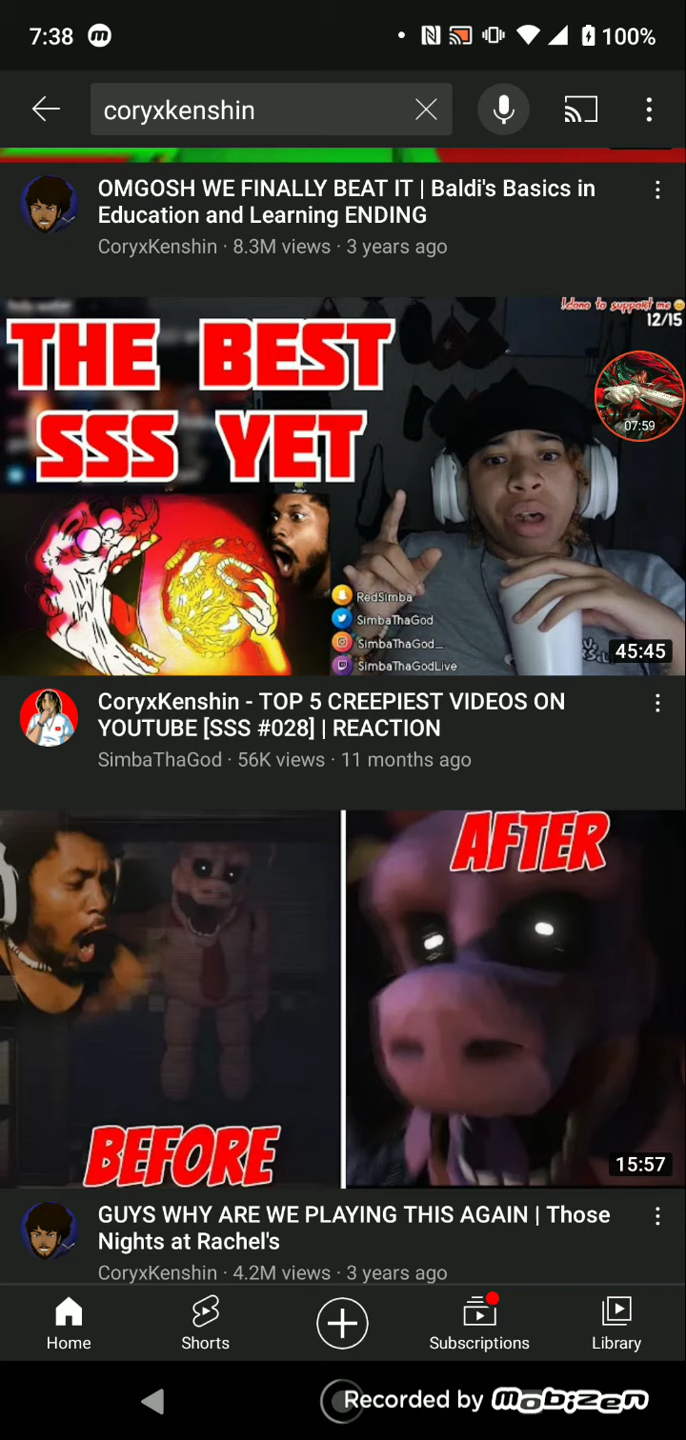 7:38
100%
coryxkenshin
OMGOSH WE FINALLY BEAT IT | Baldi's Basics in
Education and Learning ENDING
CoryxKenshin · 8.3M views · 3 years ago
!dono to support me
12/15
THE BEST
SSS YET
07:59
RedSimba
SimbaThaGod
SimbaThaGod_
SimbaThaGodLive
45:45
CoryxKenshin - TOP 5 CREEPIEST VIDEOS ON
YOUTUBE [SSS #028] | REACTION
SimbaThaGod · 56K views · 11 months ago
AFTER
BEFORE
15:57
GUYS WHY ARE WE PLAYING THIS AGAIN | Those
Nights at Rachel's
CoryxKenshin · 4.2M views · 3 years ago
Home
Shorts
Subscriptions
Library
Recorded by mobizen